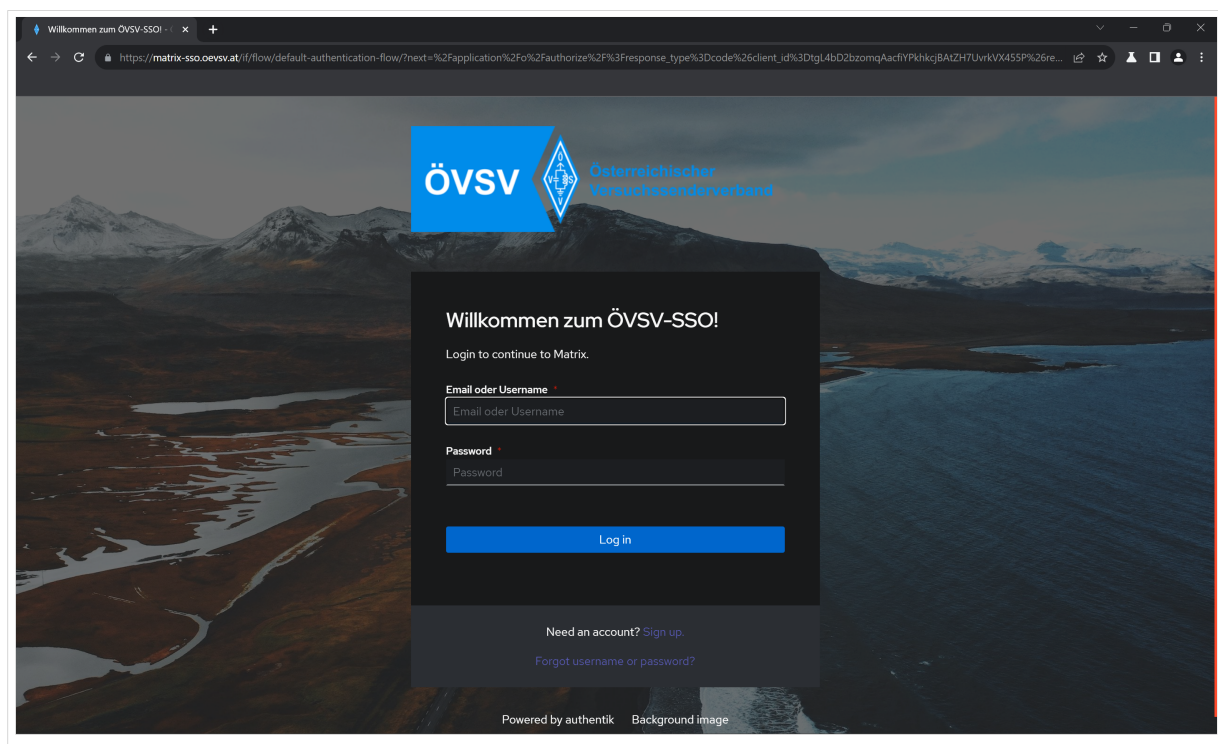 Willkommen zum ÖVSV-SSO! -
https://matrix-sso.oevsv.at/if/flow/default-authentication-flow/?next=%2Fapplication%2Fo%2Fauthorize%2F%3Fresponse_type%3Dcode%26client_id%3DtgL4bD2bzomqAacfiYPkhkcjBAtZH7UvrkVX455P%26re...
ÖVSV
Österreichischer
Versuchssenderverband
Willkommen zum ÖVSV-SSO!
Login to continue to Matrix.
Email oder Username *
Email oder Username
Password *
Password
Log in
Need an account? Sign up.
Forgot username or password?
Powered by authentik Background image